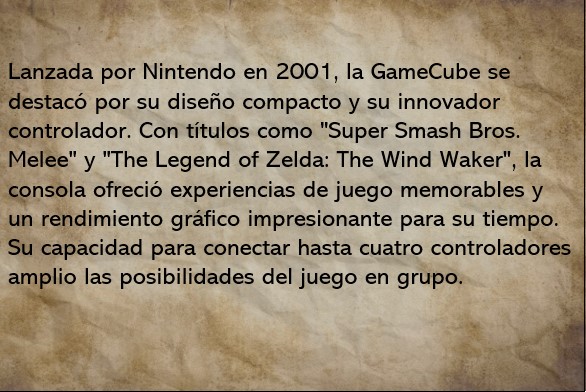 Lanzada por Nintendo en 2001, la GameCube se
destacó por su diseño compacto y su innovador
controlador. Con títulos como "Super Smash Bros.
Melee" y "The Legend of Zelda: The Wind Waker", la
consola ofreció experiencias de juego memorables y
un rendimiento gráfico impresionante para su tiempo.
Su capacidad para conectar hasta cuatro controladores
amplio las posibilidades del juego en grupo.